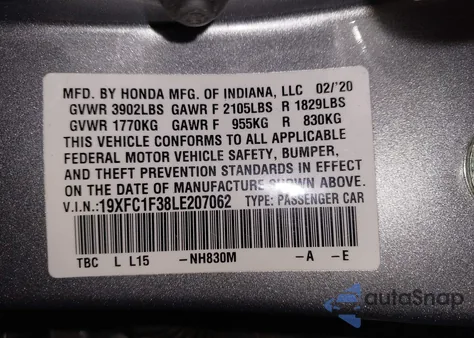 MFD. BY HONDA MFG. OF INDIANA, LLC 02/'20
GVWR 3902LBS GAWR F 2105LBS R 1829LBS
GVWR 1770KG GAWR F 955KG R 830KG
THIS VEHICLE CONFORMS TO ALL APPLICABLE
FEDERAL MOTOR VEHICLE SAFETY, BUMPER,
AND THEFT PREVENTION STANDARDS IN EFFECT
ON THE DATE OF MANUFACTURE SHOWN ABOVE.
V.I.N.:19XFC1F38LE207062 TYPE: PASSENGER CAR
TBC L L15 -NH830M -A -E
autoSnap